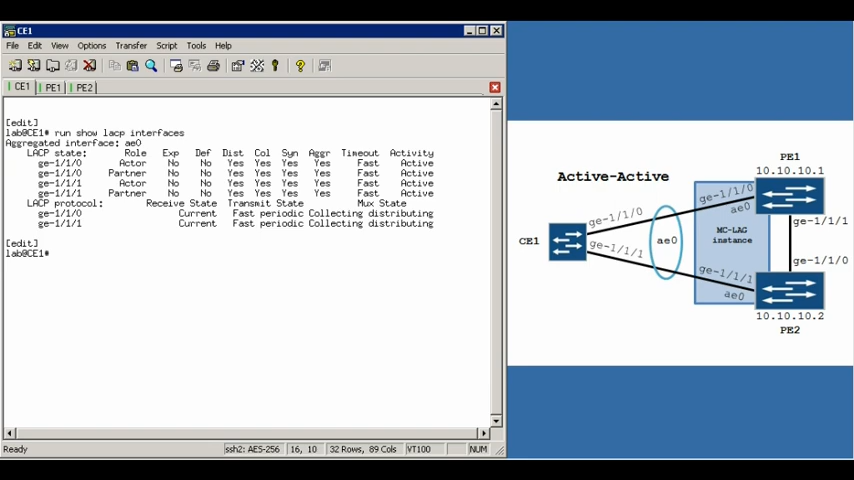 CE1
File Edit View Options Transfer Script Tools Help
CE1 PE1 PE2
[edit]
lab@CE1# run show lacp interfaces
Aggregated interface: ae0
LACP state: Role Exp Def Dist Col Syn Aggr Timeout Activity
ge-1/1/0 Actor No No Yes Yes Yes Yes Fast Active
ge-1/1/0 Partner No No Yes Yes Yes Yes Fast Active
ge-1/1/1 Actor No No Yes Yes Yes Yes Fast Active
ge-1/1/1 Partner No No Yes Yes Yes Yes Fast Active
LACP protocol: Receive State Transmit State Mux State
ge-1/1/0 Current Fast periodic Collecting distributing
ge-1/1/1 Current Fast periodic Collecting distributing
[edit]
lab@CE1#
Ready ssh2: AES-256 16, 10 32 Rows, 89 Cols VT100 NUM
Active-Active
PE1
10.10.10.1
ge-1/1/0
ae0
ge-1/1/0
ge-1/1/1
CE1
ae0
MC-LAG
instance
ge-1/1/1
ge-1/1/0
ge-1/1/1
ae0
10.10.10.2
PE2